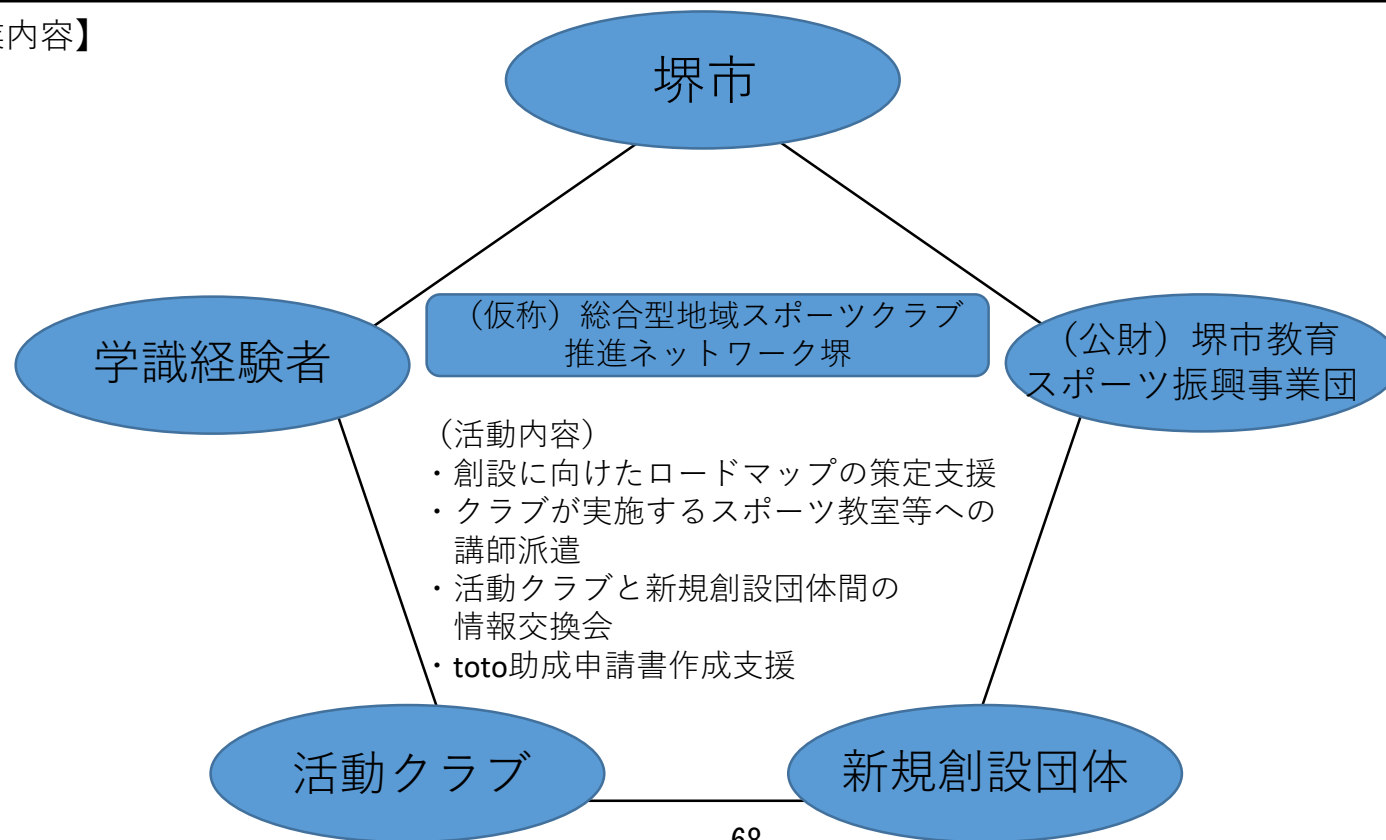 業内容】
堺市
（仮称）総合型地域スポーツクラブ
推進ネットワーク堺
学識経験者
（公財）堺市教育
スポーツ振興事業団
（活動内容）
・創設に向けたロードマップの策定支援
・クラブが実施するスポーツ教室等への
講師派遣
・活動クラブと新規創設団体間の
情報交換会
・toto助成申請書作成支援
活動クラブ
新規創設団体
68